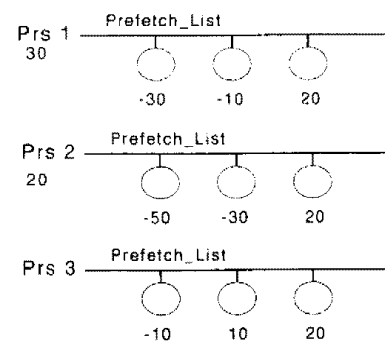 Prefetch_List
Prs 1
30
-30 -10 20
Prefetch_List
Prs 2
20
-50 -30 20
Prefetch_List
Prs 3
-10 10 20